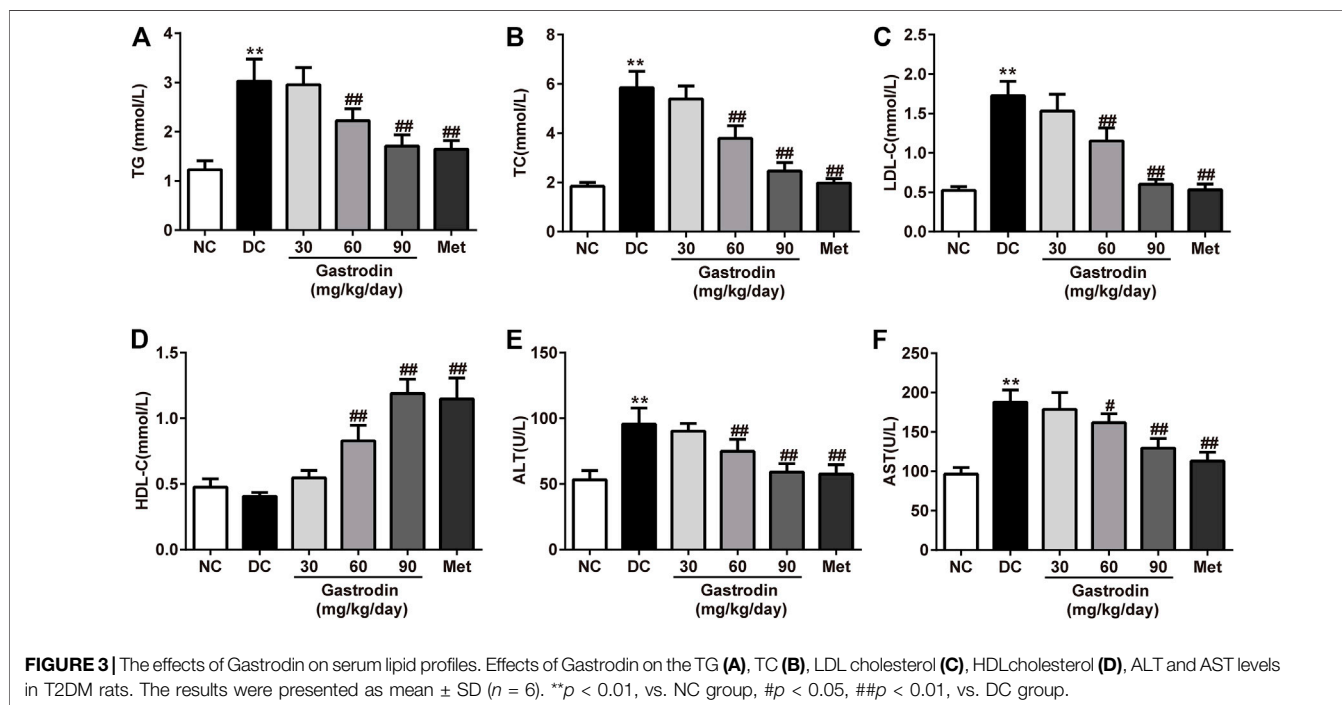 A
TG (mmol/L)
4
3
2
1
0
**
##
##
##
NC DC 30 60 90 Met
Gastrodin
(mg/kg/day)
B
TC(mmol/L)
8
6
4
2
0
**
##
##
##
NC DC 30 60 90 Met
Gastrodin
(mg/kg/day)
C
LDL-C(mmol/L)
2.5
2.0
1.5
1.0
0.5
0.0
**
##
##
##
NC DC 30 60 90 Met
Gastrodin
(mg/kg/day)
D
HDL-C(mmol/L)
1.5
1.0
0.5
0.0
##
##
##
NC DC 30 60 90 Met
Gastrodin
(mg/kg/day)
E
ALT(U/L)
150
100
50
0
**
##
##
##
NC DC 30 60 90 Met
Gastrodin
(mg/kg/day)
F
AST(U/L)
250
200
150
100
50
0
**
#
##
##
NC DC 30 60 90 Met
Gastrodin
(mg/kg/day)
FIGURE 3 | The effects of Gastrodin on serum lipid profiles. Effects of Gastrodin on the TG (A), TC (B), LDL cholesterol (C), HDLcholesterol (D), ALT and AST levels
in T2DM rats. The results were presented as mean ± SD (n = 6). **p < 0.01, vs. NC group, #p < 0.05, ##p < 0.01, vs. DC group.